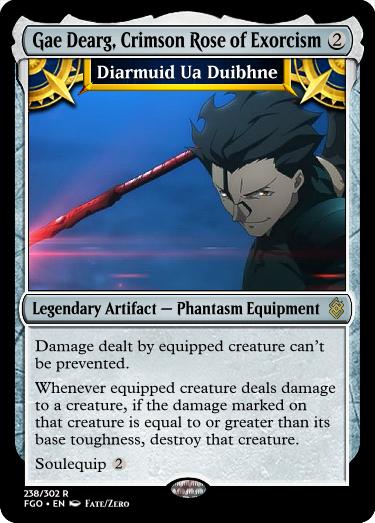 Gae Dearg, Crimson Rose of Exorcism 2
Diarmuid Ua Duibhne
Legendary Artifact — Phantasm Equipment
Damage dealt by equipped creature can't
be prevented.
Whenever equipped creature deals damage
to a creature, if the damage marked on
that creature is equal to or greater than its
base toughness, destroy that creature.
Soulequip 2
238/302 R
FGO • EN Fate/Zero